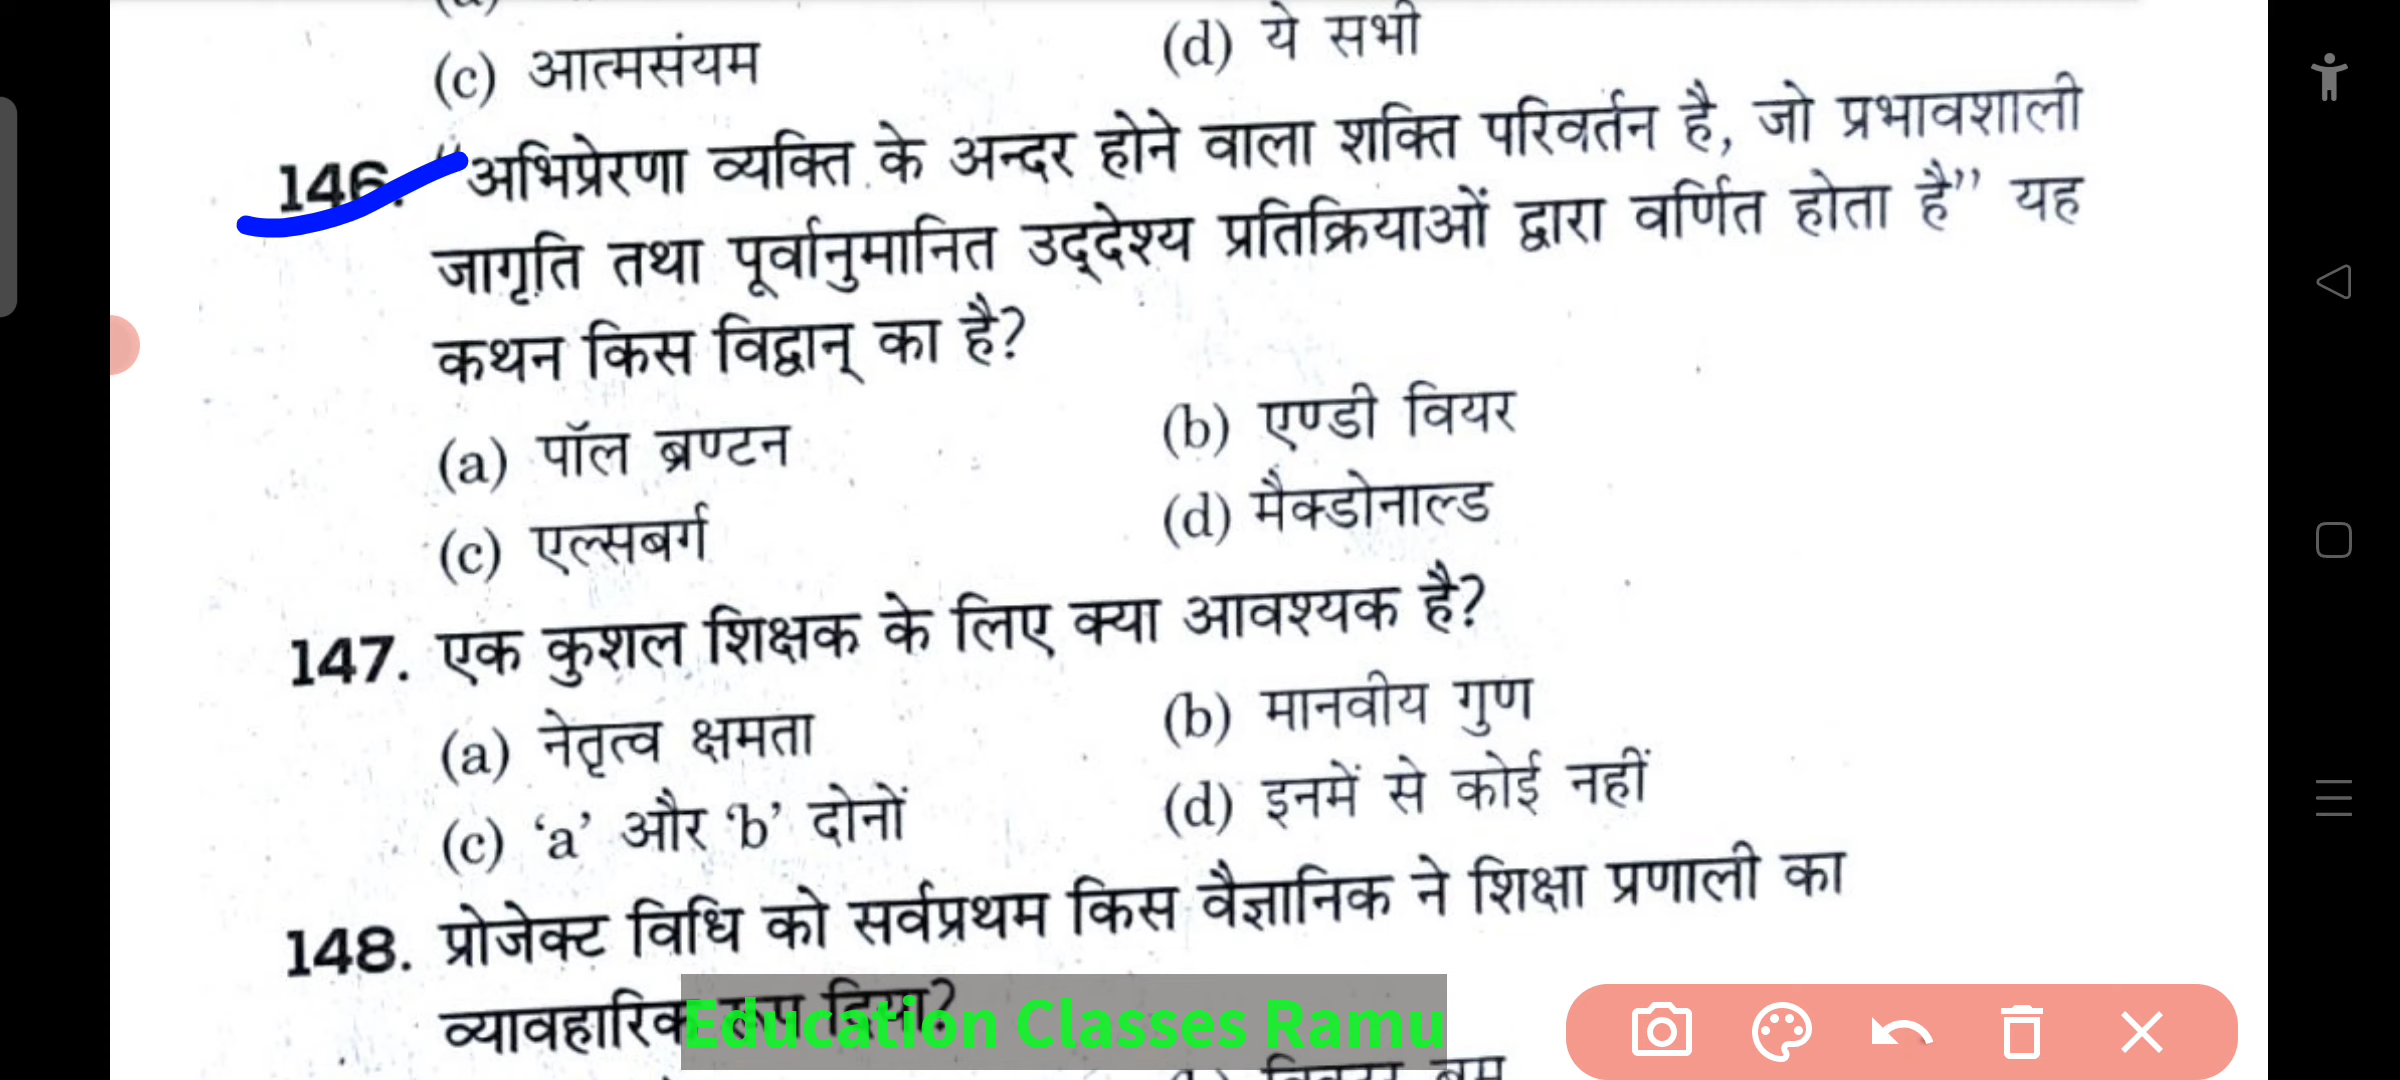 (c) आत्मसंयम (d) ये सभी
146. “अभिप्रेरणा व्यक्ति के अन्दर होने वाला शक्ति परिवर्तन है, जो प्रभावशाली
जागृति तथा पूर्वानुमानित उद्देश्य प्रतिक्रियाओं द्वारा वर्णित होता है” यह
कथन किस विद्वान् का है?
(a) पॉल ब्रण्टन (b) एण्डी वियर
(c) एल्सबर्ग (d) मैक्डोनाल्ड
147. एक कुशल शिक्षक के लिए क्या आवश्यक है?
(a) नेतृत्व क्षमता (b) मानवीय गुण
(c) ‘a’ और ‘b’ दोनों (d) इनमें से कोई नहीं
148. प्रोजेक्ट विधि को सर्वप्रथम किस वैज्ञानिक ने शिक्षा प्रणाली का
व्यावहारिक रूप दिया?
Education Classes Ramu